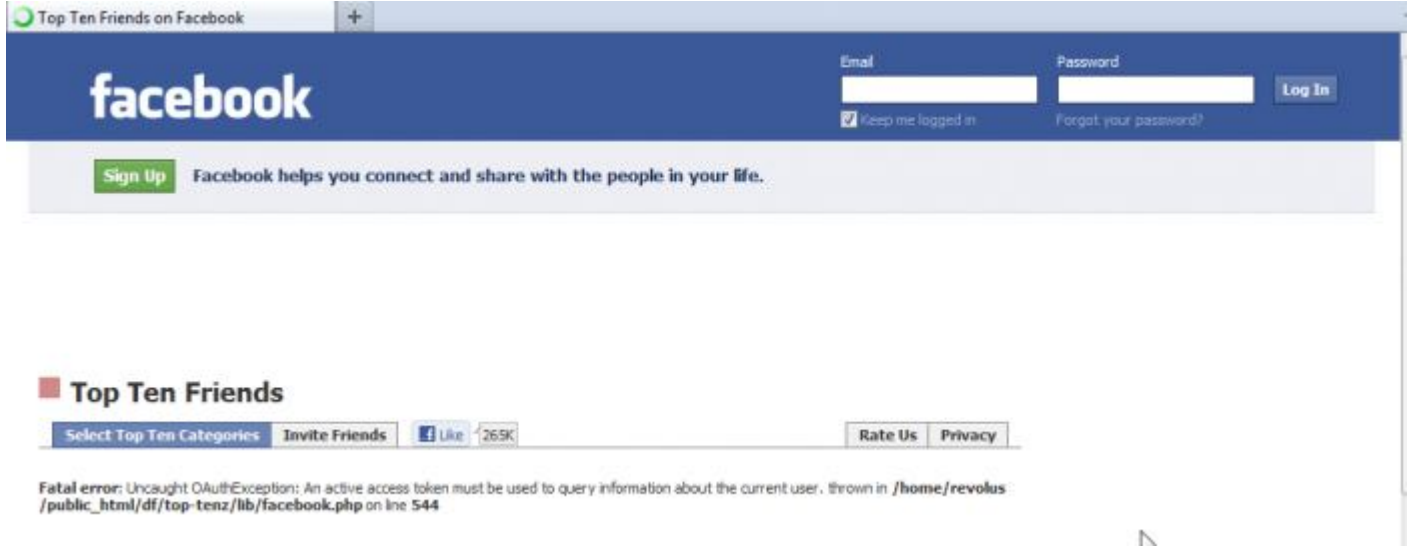 Top Ten Friends on Facebook +
facebook
Email Password
Log In
Keep me logged in Forgot your password?
Sign Up Facebook helps you connect and share with the people in your life.
Top Ten Friends
Select Top Ten Categories Invite Friends Like 265K Rate Us Privacy
Fatal error: Uncaught OAuthException: An active access token must be used to query information about the current user. thrown in /home/revolus
/public_html/df/top-tenz/lib/facebook.php on line 544